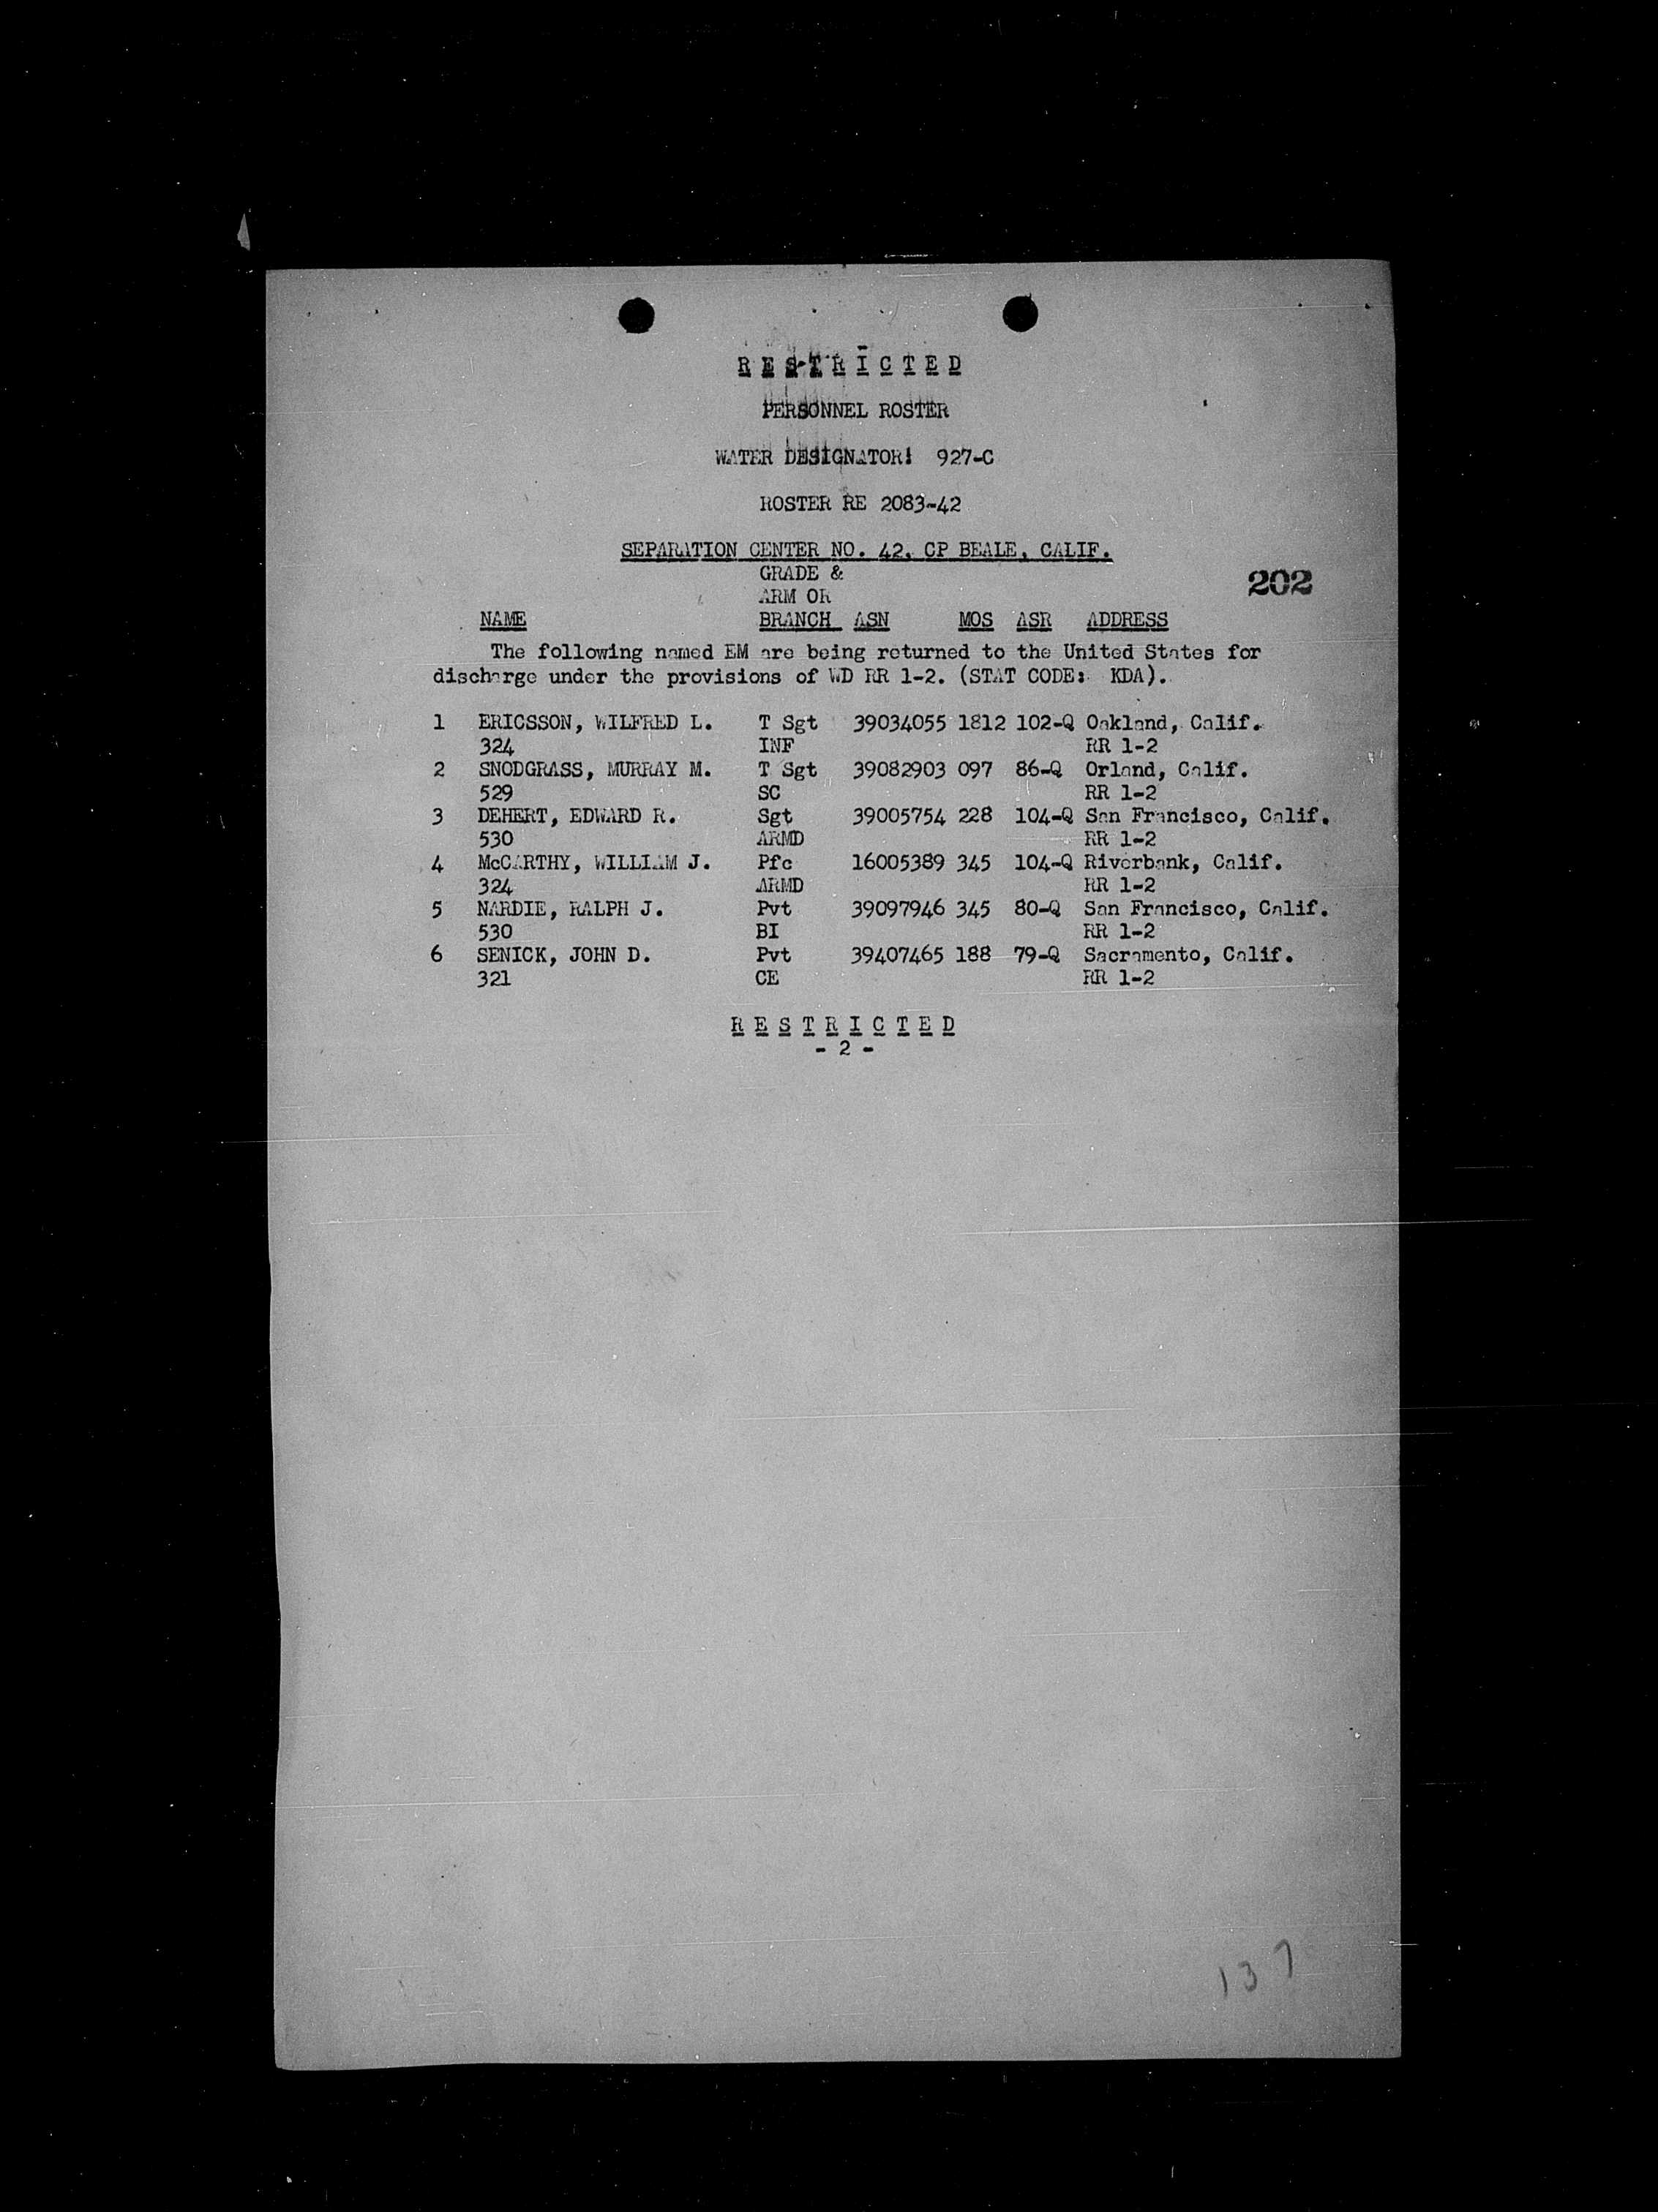 RESTRICTED
PERSONNEL ROSTER
WATER DESIGNATOR: 927-C
ROSTER RE 2083-42
SEPARATION CENTER NO. 42, CP BEALE, CALIF.
GRADE &
202
ARM OR
NAME BRANCH ASN MOS ASR ADDRESS
The following named EM are being returned to the United States for
discharge under the provisions of WD RR 1-2. (STAT CODE: KDA).
1 ERICSSON, WILFRED L. T Sgt 39034055 1812 102-Q Oakland, Calif.
324 INF RR 1-2
2 SNODGRASS, MURRAY M. T Sgt 39082903 097 86-Q Orland, Calif.
529 SC RR 1-2
3 DEHERT, EDWARD R. Sgt 39005754 228 104-Q San Francisco, Calif.
530 ARMD RR 1-2
4 McCARTHY, WILLIAM J. Pfc 16005389 345 104-Q Riverbank, Calif.
324 ARMD RR 1-2
5 NARDIE, RALPH J. Pvt 39097946 345 80-Q San Francisco, Calif.
530 BI RR 1-2
6 SENICK, JOHN D. Pvt 39407465 188 79-Q Sacramento, Calif.
321 CE RR 1-2
RESTRICTED
- 2 -
137